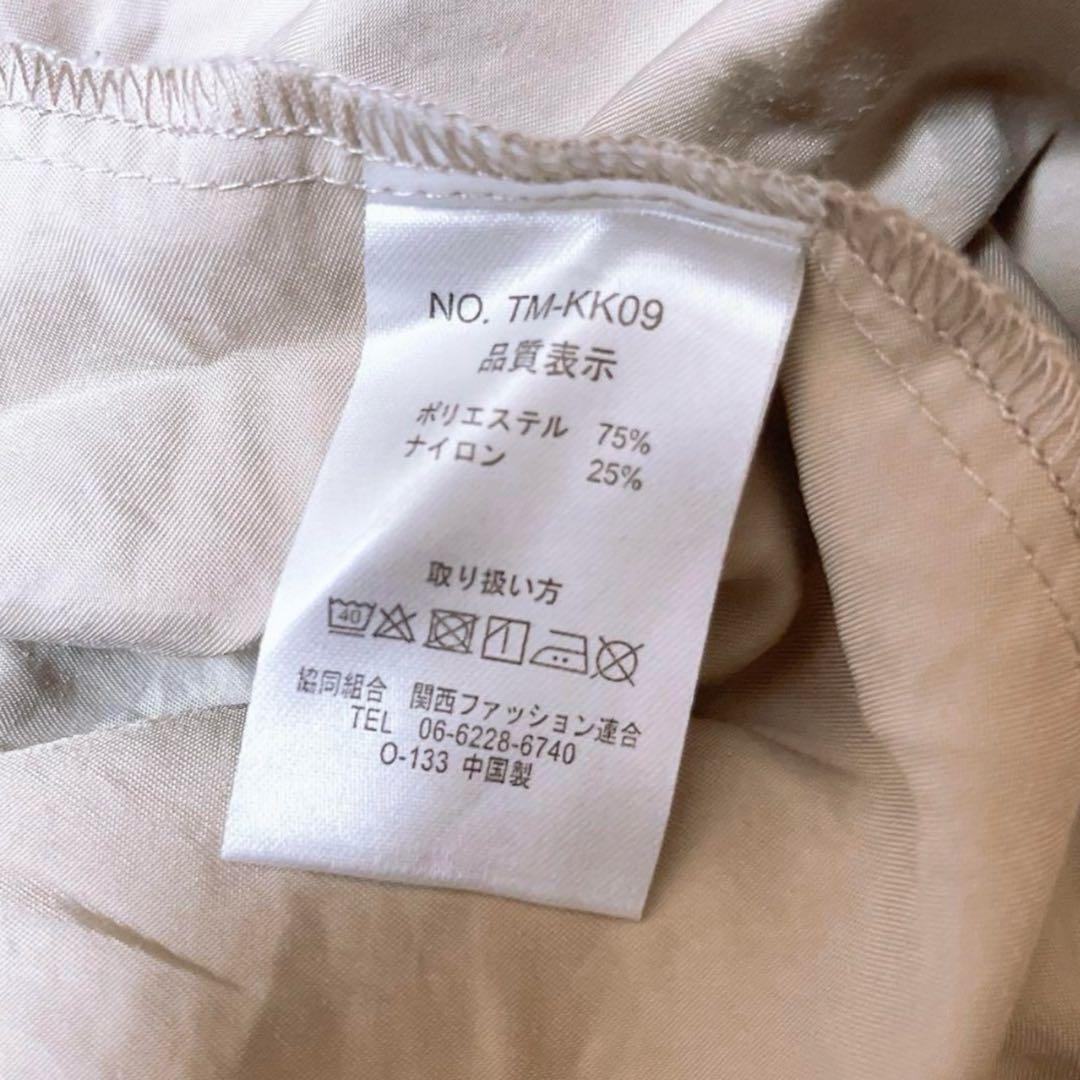 NO. TM-KK09
品質表示
ポリエステル 75%
ナイロン 25%
取り扱い方
40
協同組合 関西ファッション連合
TEL 06-6228-6740
O-133 中国製